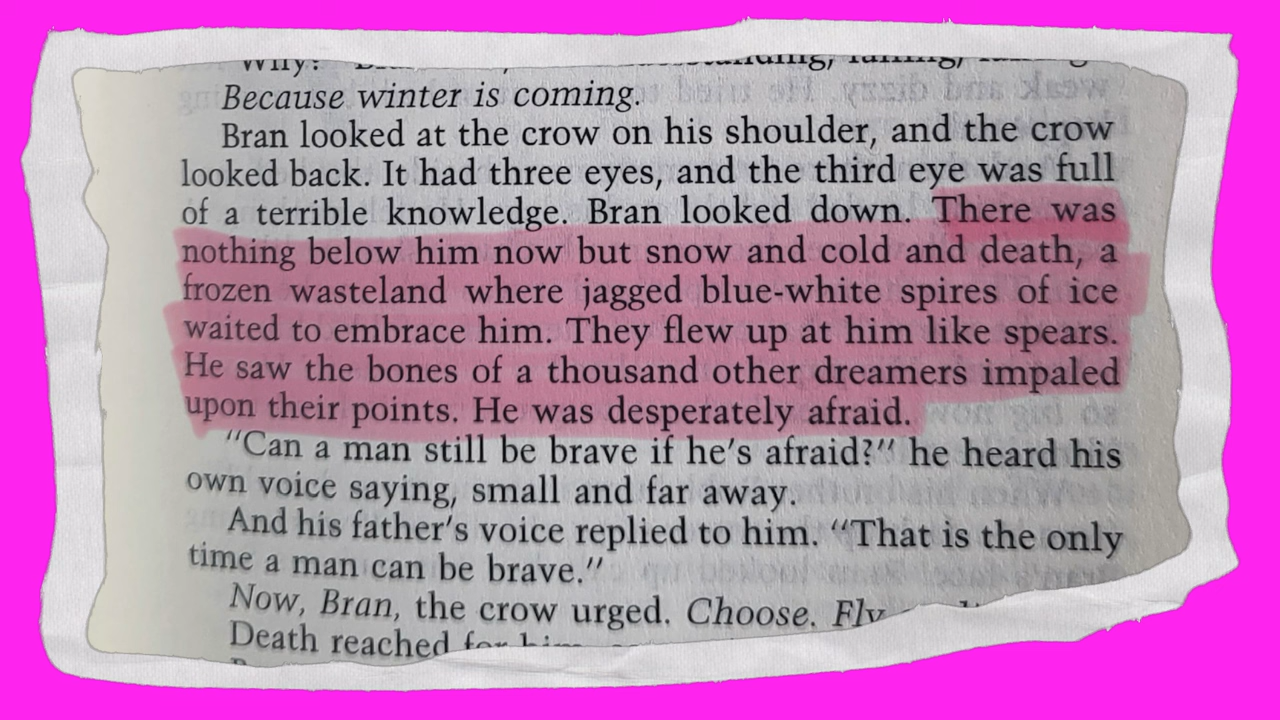 Because winter is coming.
Bran looked at the crow on his shoulder, and the crow
looked back. It had three eyes, and the third eye was full
of a terrible knowledge. Bran looked down. There was
nothing below him now but snow and cold and death, a
frozen wasteland where jagged blue-white spires of ice
waited to embrace him. They flew up at him like spears.
He saw the bones of a thousand other dreamers impaled
upon their points. He was desperately afraid.
“Can a man still be brave if he’s afraid?” he heard his
own voice saying, small and far away.
And his father’s voice replied to him. “That is the only
time a man can be brave.”
Now, Bran, the crow urged. Choose. Fly
Death reached for him